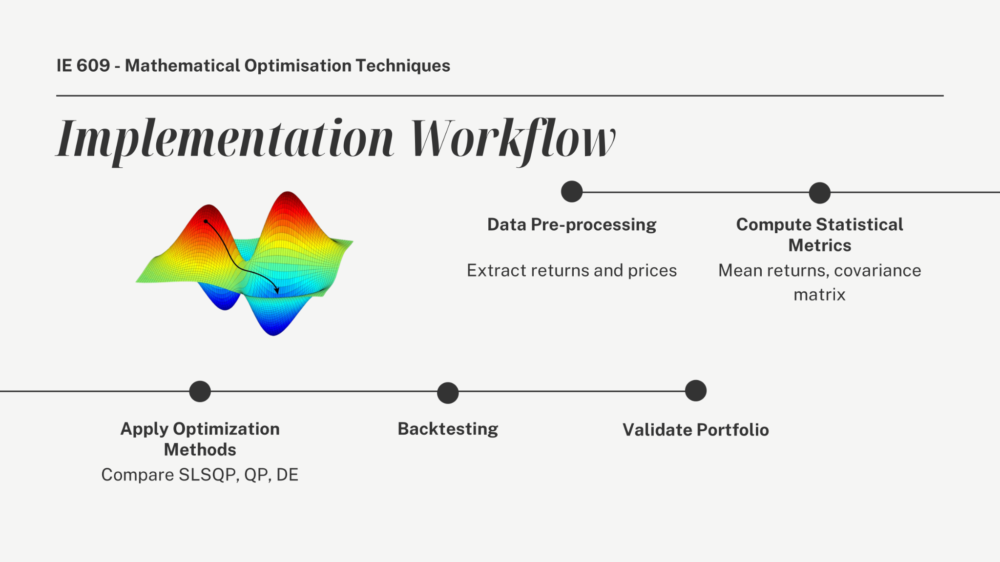 IE 609 - Mathematical Optimisation Techniques
Implementation Workflow
Data Pre-processing
Extract returns and prices
Compute Statistical
Metrics
Mean returns, covariance
matrix
Apply Optimization
Methods
Compare SLSQP, QP, DE
Backtesting
Validate Portfolio